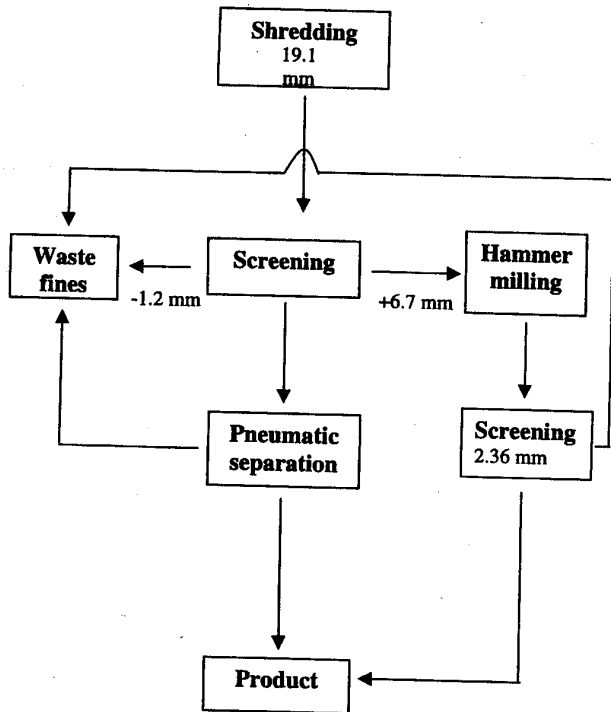 Shredding
19.1
mm
Waste
fines
-1.2 mm
Screening
+6.7 mm
Hammer
milling
Pneumatic
separation
Screening
2.36 mm
Product